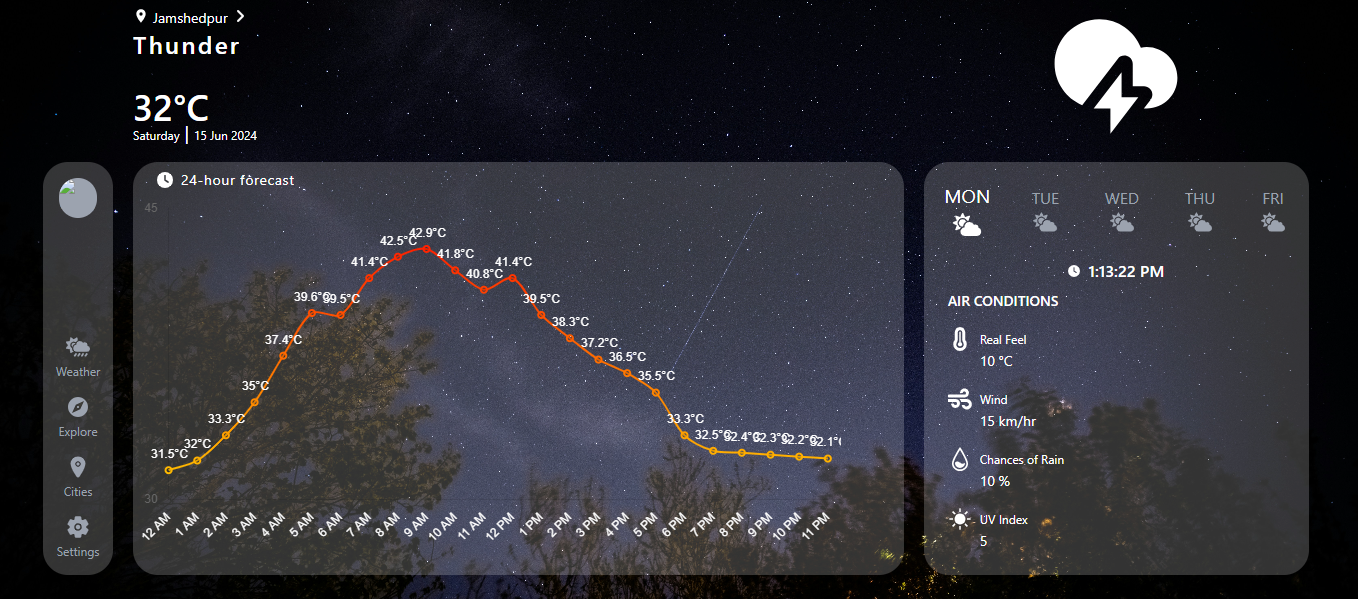 Jamshedpur
Thunder
32°C
Saturday | 15 Jun 2024
Weather
Explore
Cities
Settings
24-hour forecast
45
30
31.5°C
32°C
33.3°C
35°C
37.4°C
39.6°C
39.5°C
41.4°C
42.5°C
42.9°C
41.8°C
40.8°C
41.4°C
39.5°C
38.3°C
37.2°C
36.5°C
35.5°C
33.3°C
32.5°C
32.4°C
32.3°C
32.2°C
32.1°
12 AM
1 AM
2 AM
3 AM
4 AM
5 AM
6 AM
7 AM
8 AM
9 AM
10 AM
11 AM
12 PM
1 PM
2 PM
3 PM
4 PM
5 PM
6 PM
7 PM
8 PM
9 PM
10 PM
11 PM
MON TUE WED THU FRI
1:13:22 PM
AIR CONDITIONS
Real Feel
10 °C
Wind
15 km/hr
Chances of Rain
10 %
UV Index
5